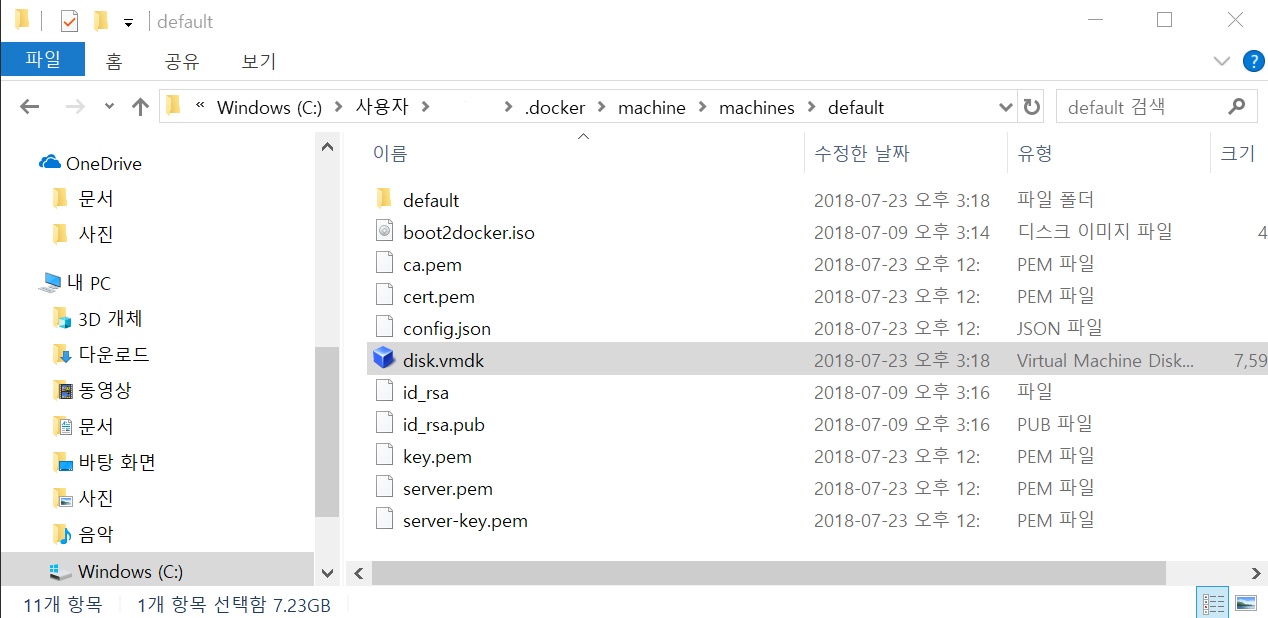 default
파일 홈 공유 보기
« Windows (C:) > 사용자 > > .docker > machine > machines > default
default 검색
OneDrive
문서
사진
내 PC
3D 개체
다운로드
동영상
문서
바탕 화면
사진
음악
Windows (C:)
이름 수정한 날짜 유형 크기
default 2018-07-23 오후 3:18 파일 폴더
boot2docker.iso 2018-07-09 오후 3:14 디스크 이미지 파일 4
ca.pem 2018-07-23 오후 12: PEM 파일
cert.pem 2018-07-23 오후 12: PEM 파일
config.json 2018-07-23 오후 12: JSON 파일
disk.vmdk 2018-07-23 오후 3:18 Virtual Machine Disk... 7,59
id_rsa 2018-07-09 오후 3:16 파일
id_rsa.pub 2018-07-09 오후 3:16 PUB 파일
key.pem 2018-07-23 오후 12: PEM 파일
server.pem 2018-07-23 오후 12: PEM 파일
server-key.pem 2018-07-23 오후 12: PEM 파일
11개 항목 1개 항목 선택함 7.23GB